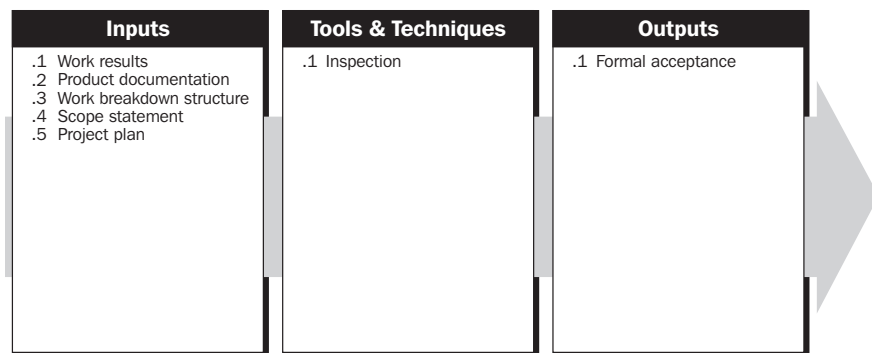 Inputs
.1 Work results
.2 Product documentation
.3 Work breakdown structure
.4 Scope statement
.5 Project plan
Tools & Techniques
.1 Inspection
Outputs
.1 Formal acceptance